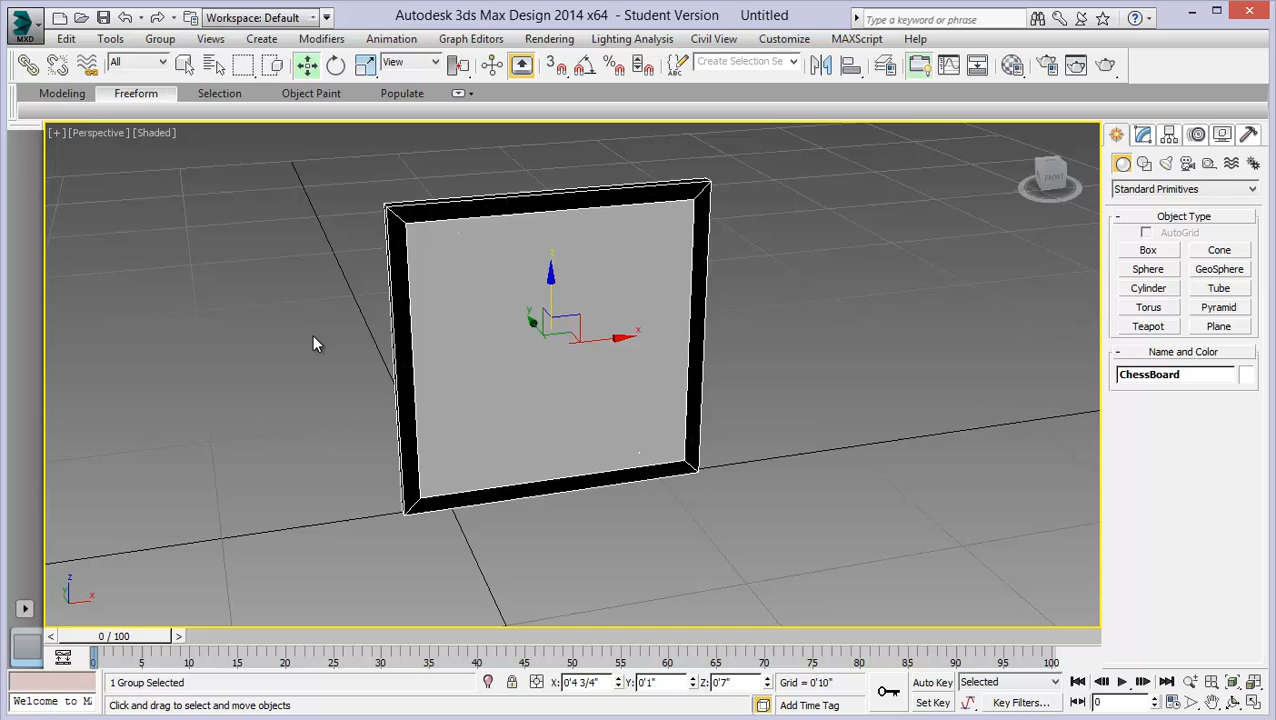 Workspace: Default
Autodesk 3ds Max Design 2014 x64 - Student Version
Untitled
Type a keyword or phrase
MXD
Edit Tools Group Views Create Modifiers Animation Graph Editors Rendering Lighting Analysis Civil View Customize MAXScript Help
All
View
3
Create Selection Se
Modeling Freeform Selection Object Paint Populate
[+] [Perspective] [Shaded]
FRONT
z
y
x
z
y
x
Standard Primitives
- Object Type
AutoGrid
Box Cone
Sphere GeoSphere
Cylinder Tube
Torus Pyramid
Teapot Plane
- Name and Color
ChessBoard
< 0 / 100 >
0 5 10 15 20 25 30 35 40 45 50 55 60 65 70 75 80 85 90 95 100
1 Group Selected
X: 0'4 3/4" Y: 0'1" Z: 0'7" Grid = 0'10"
Auto Key Selected
Welcome to M
Click and drag to select and move objects
Add Time Tag
Set Key Key Filters...
0